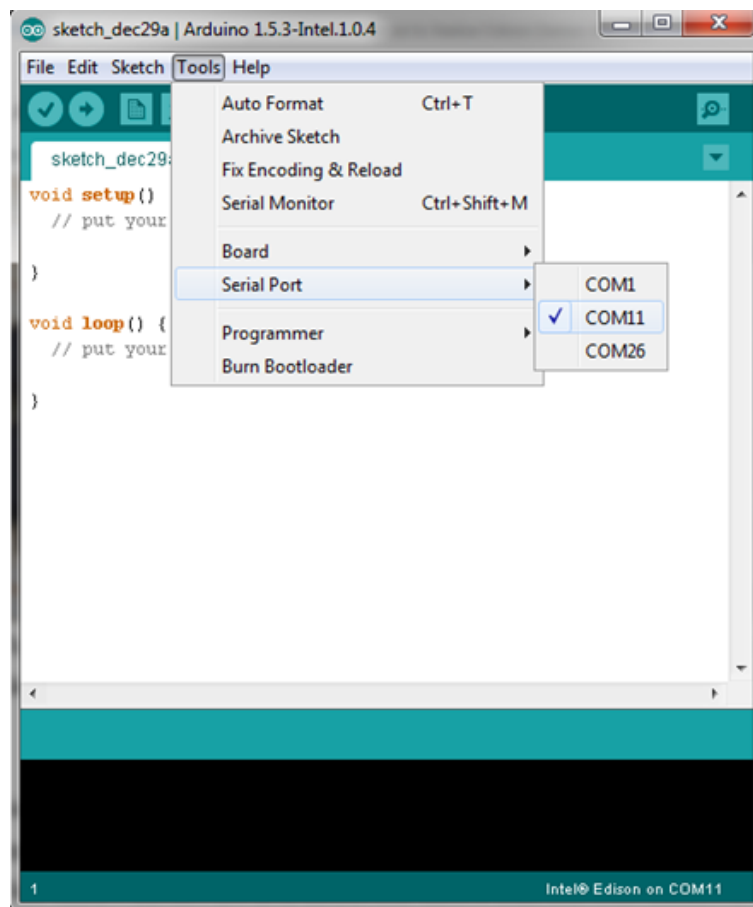 sketch_dec29a | Arduino 1.5.3-Intel.1.0.4
File Edit Sketch Tools Help
Auto Format Ctrl+T
Archive Sketch
sketch_dec29a
Fix Encoding & Reload
void setup()
Serial Monitor Ctrl+Shift+M
// put your
Board
}
Serial Port
COM1
void loop() {
Programmer
COM11
// put your
Burn Bootloader
COM26
}
1 Intel® Edison on COM11